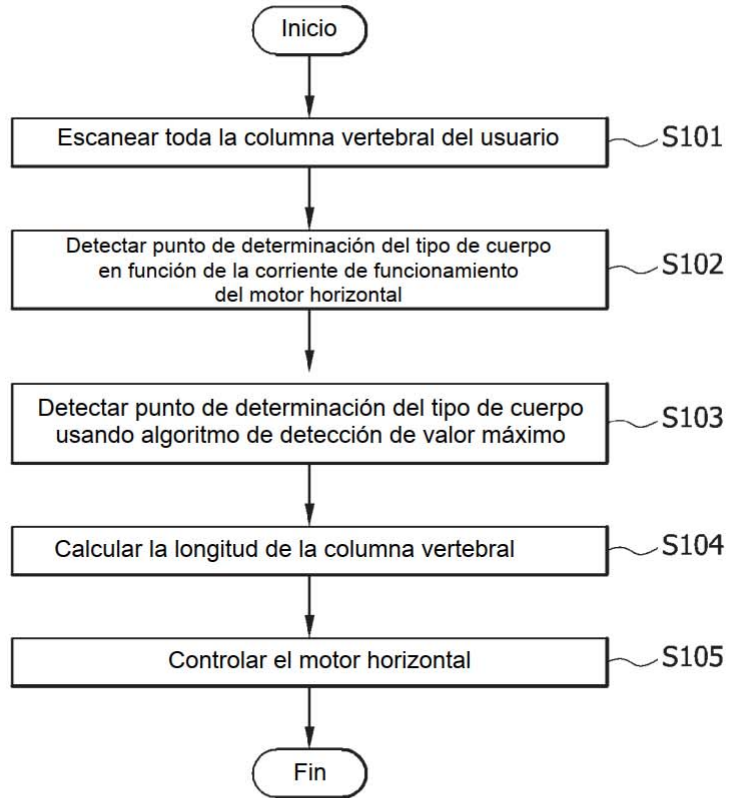 Inicio
Escanear toda la columna vertebral del usuario
S101
Detectar punto de determinación del tipo de cuerpo
en función de la corriente de funcionamiento
del motor horizontal
S102
Detectar punto de determinación del tipo de cuerpo
usando algoritmo de detección de valor máximo
S103
Calcular la longitud de la columna vertebral
S104
Controlar el motor horizontal
S105
Fin